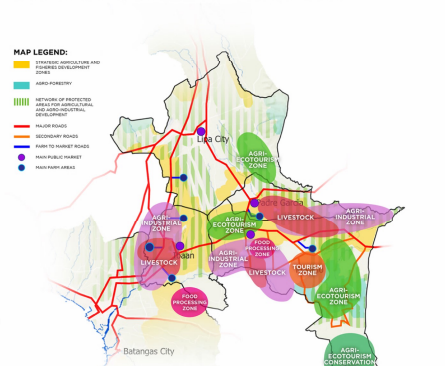 MAP LEGEND:
STRATEGIC AGRICULTURE AND
FISHERIES DEVELOPMENT
ZONES
AGRO-FORESTRY
NETWORK OF PROTECTED
AREAS FOR AGRICULTURAL
AND AGRO-INDUSTRIAL
DEVELOPMENT
MAJOR ROADS
SECONDARY ROADS
FARM TO MARKET ROADS
MAIN PUBLIC MARKET
MAIN FARM AREAS
Lipa City
AGRI-
ECOTOURISM
ZONE
Padre Garcia
AGRI-
INDUSTRIAL
ZONE
AGRI-
ECOTOURISM
ZONE
LIVESTOCK
AGRI-
INDUSTRIAL
ZONE
LIVESTOCK
AGRI-
INDUSTRIAL
ZONE
FOOD
PROCESSING
ZONE
LIVESTOCK
TOURISM
ZONE
AGRI-
ECOTOURISM
ZONE
FOOD
PROCESSING
ZONE
Batangas City
AGRI-
ECOTOURISM
CONSERVATION